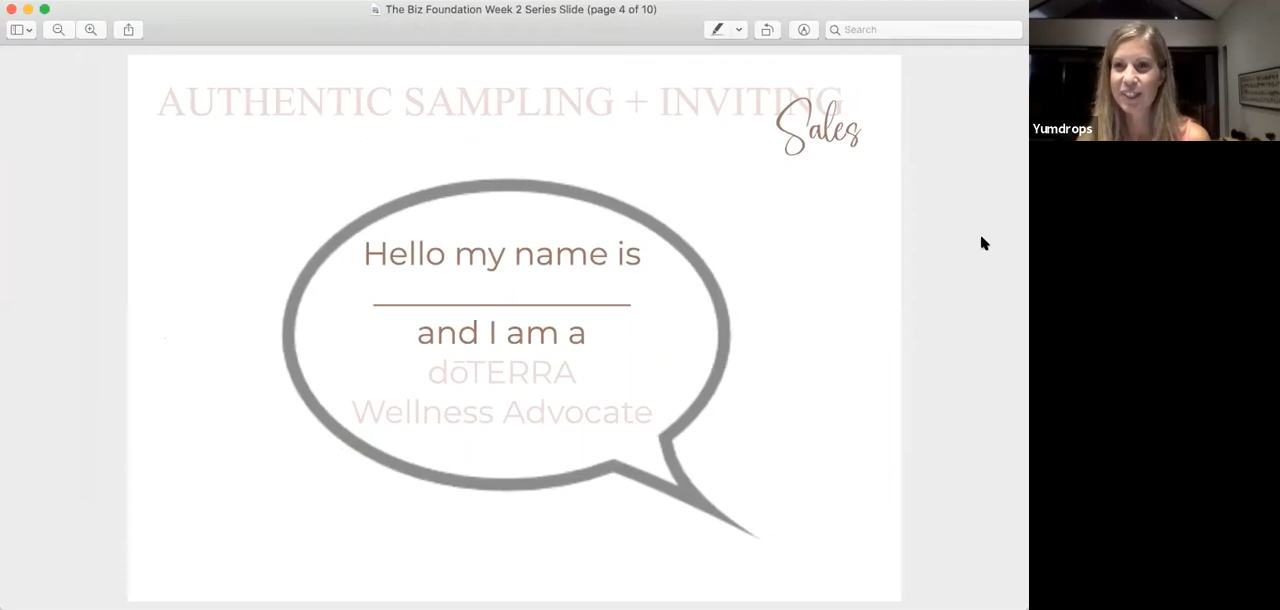 The Biz Foundation Week 2 Series Slide (page 4 of 10)
Search
AUTHENTIC SAMPLING + INVITING
Sales
Hello my name is
and I am a
dōTERRA
Wellness Advocate
Yumdrops